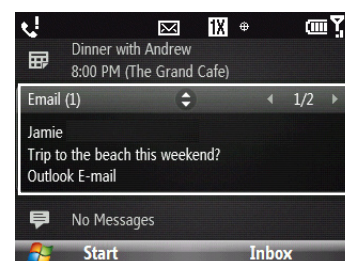 1X
Dinner with Andrew
8:00 PM (The Grand Cafe)
Email (1) 1/2
Jamie
Trip to the beach this weekend?
Outlook E-mail
No Messages
Start Inbox